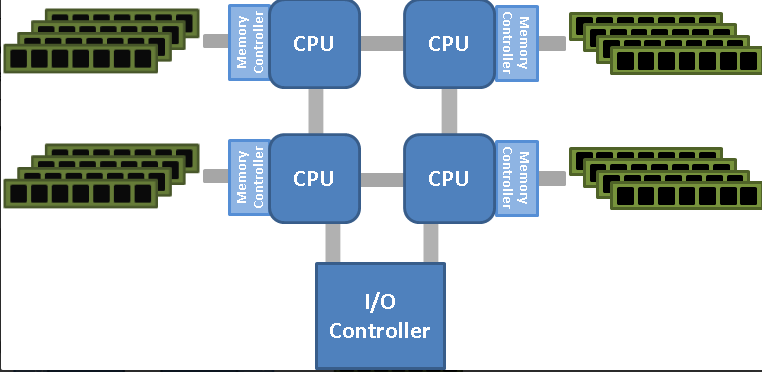 Memory
Controller
CPU
CPU
Memory
Controller
Memory
Controller
CPU
CPU
Memory
Controller
I/O
Controller